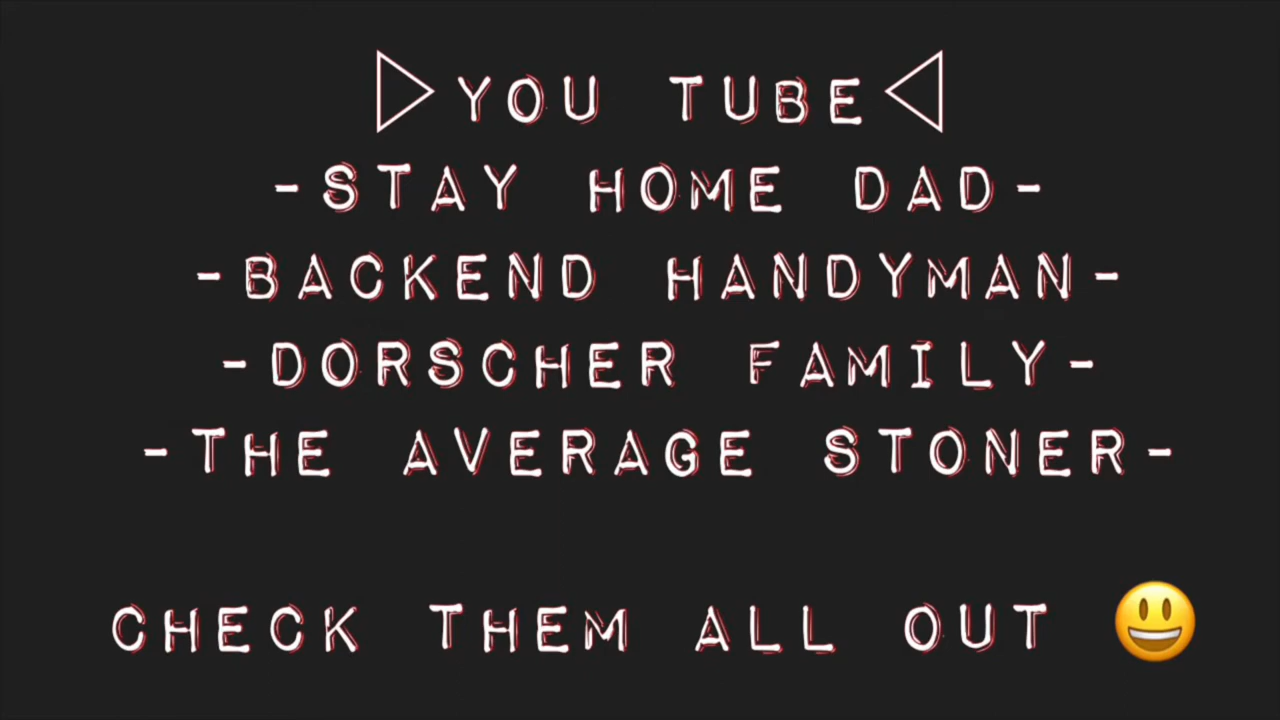 ▷YOU TUBE◁
-STAY HOME DAD-
-BACKEND HANDYMAN-
-DORSCHER FAMILY-
-THE AVERAGE STONER-
CHECK THEM ALL OUT 😃